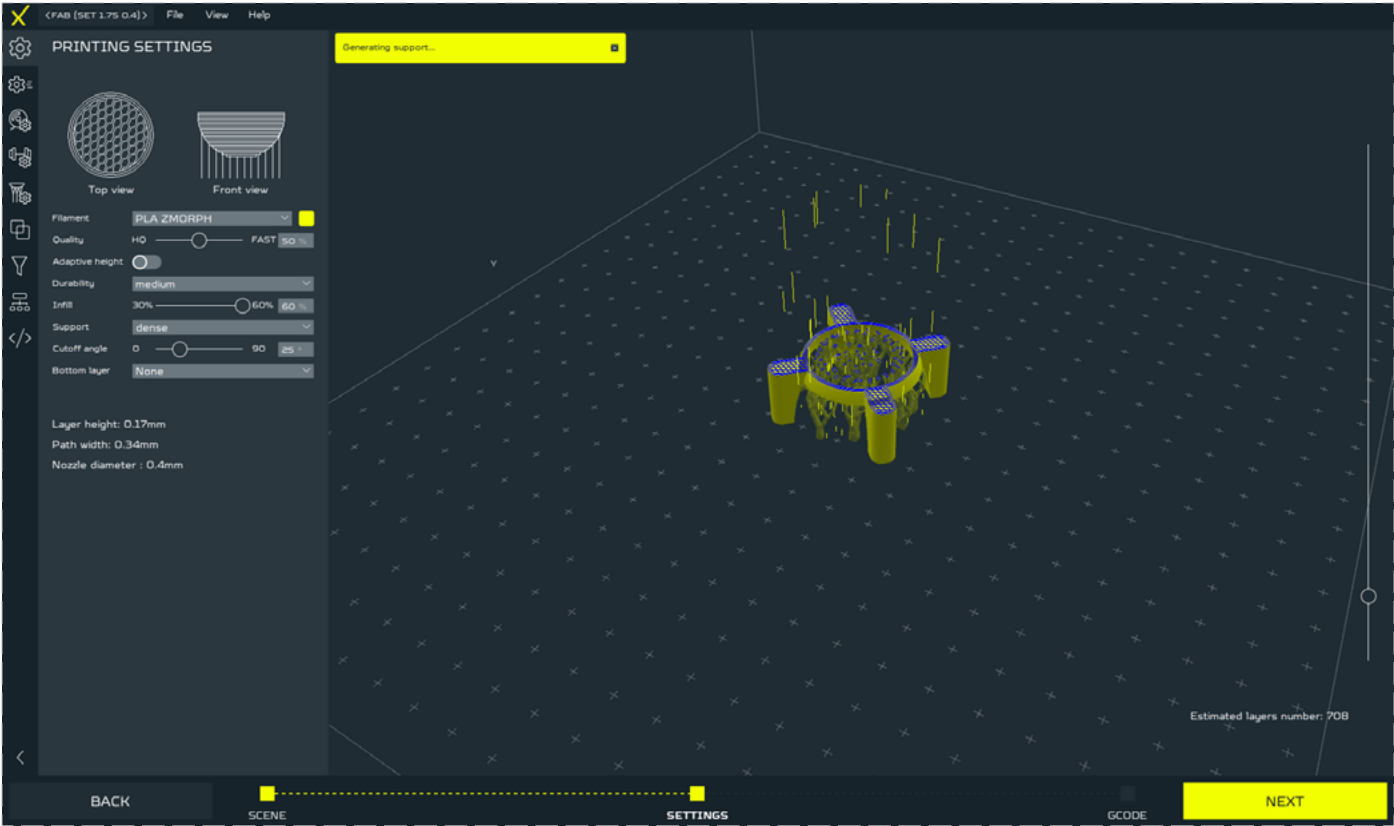 <FAB (SET 1.75 0.4)> File View Help
PRINTING SETTINGS
Generating support...
Top view Front view
Filament PLA ZMORPH
Quality HQ FAST 50 %
Adaptive height
Durability medium
Infill 30% 60% 60 %
Support dense
Cutoff angle 0 90 25 °
Bottom layer None
Layer height: 0.17mm
Path width: 0.34mm
Nozzle diameter : 0.4mm
Y
Estimated layers number: 708
BACK
SCENE
SETTINGS
GCODE
NEXT